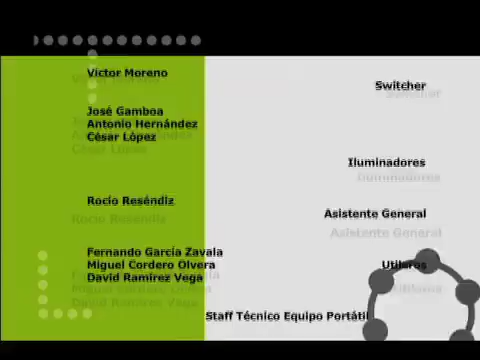 Víctor Moreno
Switcher
José Gamboa
Antonio Hernández
César López
Iluminadores
Rocío Reséndiz
Asistente General
Fernando García Zavala
Miguel Cordero Olvera
Utileros
David Ramírez Vega
Staff Técnico Equipo Portátil